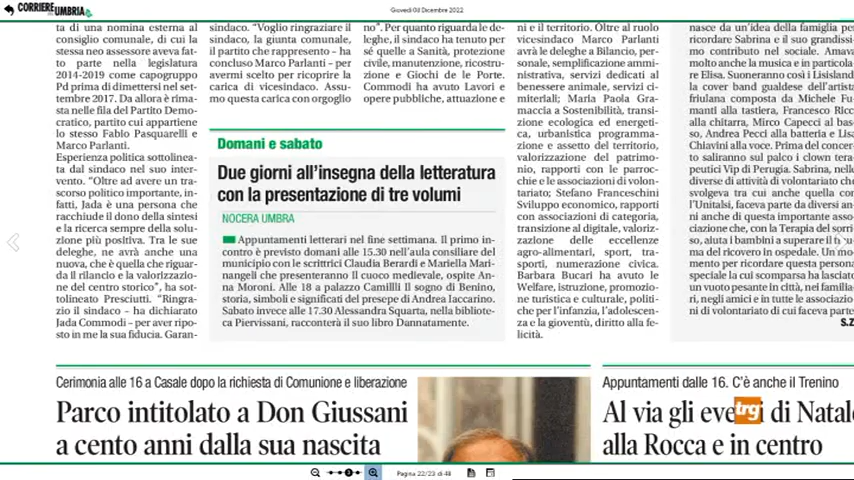 CORRIERE
UMBRIA
Giovedì 08 Dicembre 2022
ta di una nomina esterna al
consiglio comunale, di cui la
stessa neo assessore aveva fat-
to parte nella legislatura
2014-2019 come capogruppo
Pd prima di dimettersi nel set-
tembre 2017. Da allora è rima-
sta nelle fila del Partito Demo-
cratico, partito cui appartiene
lo stesso Fabio Pasquarelli e
Marco Parlanti.
Esperienza politica sottolinea-
ta dal sindaco nel suo inter-
vento. “Oltre ad avere un tra-
scorso politico importante, in-
fatti, Jada è una persona che
racchiude il dono della sintesi
e la ricerca sempre della solu-
zione più positiva. Tra le sue
deleghe, ne avrà anche una
nuova, che è quella che riguar-
da il rilancio e la valorizzazio-
ne del centro storico”, ha sot-
tolineato Presciutti. “Ringra-
zio il sindaco – ha dichiarato
Jada Commodi – per aver ripo-
sto in me la sua fiducia. Garan-
sindaco. “Voglio ringraziare il
sindaco, la giunta comunale,
il partito che rappresento – ha
concluso Marco Parlanti – per
avermi scelto per ricoprire la
carica di vicesindaco. Assu-
mo questa carica con orgoglio
no”. Per quanto riguarda le de-
leghe, il sindaco ha tenuto per
sé quelle a Sanità, protezione
civile, manutenzione, ricostru-
zione e Giochi de le Porte.
Commodi ha avuto Lavori e
opere pubbliche, attuazione e
Domani e sabato
Due giorni all’insegna della letteratura
con la presentazione di tre volumi
NOCERA UMBRA
Appuntamenti letterari nel fine settimana. Il primo in-
contro è previsto domani alle 15.30 nell’aula consiliare del
municipio con le scrittrici Claudia Berardi e Mariella Mari-
nangeli che presenteranno Il cuore medievale, ospite An-
na Moroni. Alle 18 a palazzo Camillli Il sogno di Benino,
storia, simboli e significati del presepe di Andrea Iaccarino.
Sabato invece alle 17.30 Alessandra Squarta, nella bibliote-
ca Piervissani, racconterà il suo libro Dannatamente.
ni e il territorio. Oltre al ruolo
vicesindaco Marco Parlanti
avrà le deleghe a Bilancio, per-
sonale, semplificazione ammi-
nistrativa, servizi dedicati al
benessere animale, servizi ci-
miterlali; Maria Paola Gra-
maccia a Sostenibilità, transi-
zione ecologica ed energeti-
ca, urbanistica programma-
zione e assetto del territorio,
valorizzazione del patrimo-
nio, rapporti con le parroc-
chie e le associazioni di volon-
tariato; Stefano Franceschini
Sviluppo economico, rapporti
con associazioni di categoria,
transizione al digitale, valoriz-
zazione delle eccellenze
agro-alimentari, sport, tra-
sporti, numerazione civica.
Barbara Bucari ha avuto le
Welfare, istruzione, promozio-
ne turistica e culturale, politi-
che per l’infanzia, l’adolescen-
za e la gioventù, diritto alla fe-
licità.
nasce da un’idea della famiglia per
ricordare Sabrina e il suo grandissi-
mo contributo nel sociale. Amava
molto anche la musica e in particola-
re Elisa. Suoneranno così i Lisisland
la cover band gualdese dell’artista
friulana composta da Michele Fu-
manti alla tastiera, Francesco Ricc
alla chitarra, Mirco Capecci al bas-
so, Andrea Pecci alla batteria e Lisa
Chiavini alla voce. Prima del concer-
to saliranno sul palco i clown tera-
peutici Vip di Perugia. Sabrina, nelle
diverse di attività di volontariato che
svolgeva tra cui anche quella con
l’Unitalsi, faceva parte da diversi an-
ni anche di questa importante asso-
ciazione che, con la Terapia del sorri-
so, aiuta i bambini a superare il trau-
ma del ricovero in ospedale. Un mo-
mento per ricordare questa persona
speciale la cui scomparsa ha lasciato
un vuoto pesante in città, nei familia-
ri, negli amici e in tutte le associazio-
ni di volontariato di cui faceva parte
S.Z
Cerimonia alle 16 a Casale dopo la richiesta di Comunione e liberazione
Parco intitolato a Don Giussani
a cento anni dalla sua nascita
Appuntamenti dalle 16. C’è anche il Trenino
Al via gli eventi di Natale
alla Rocca e in centro
trg
Pagina 22/23 di 48